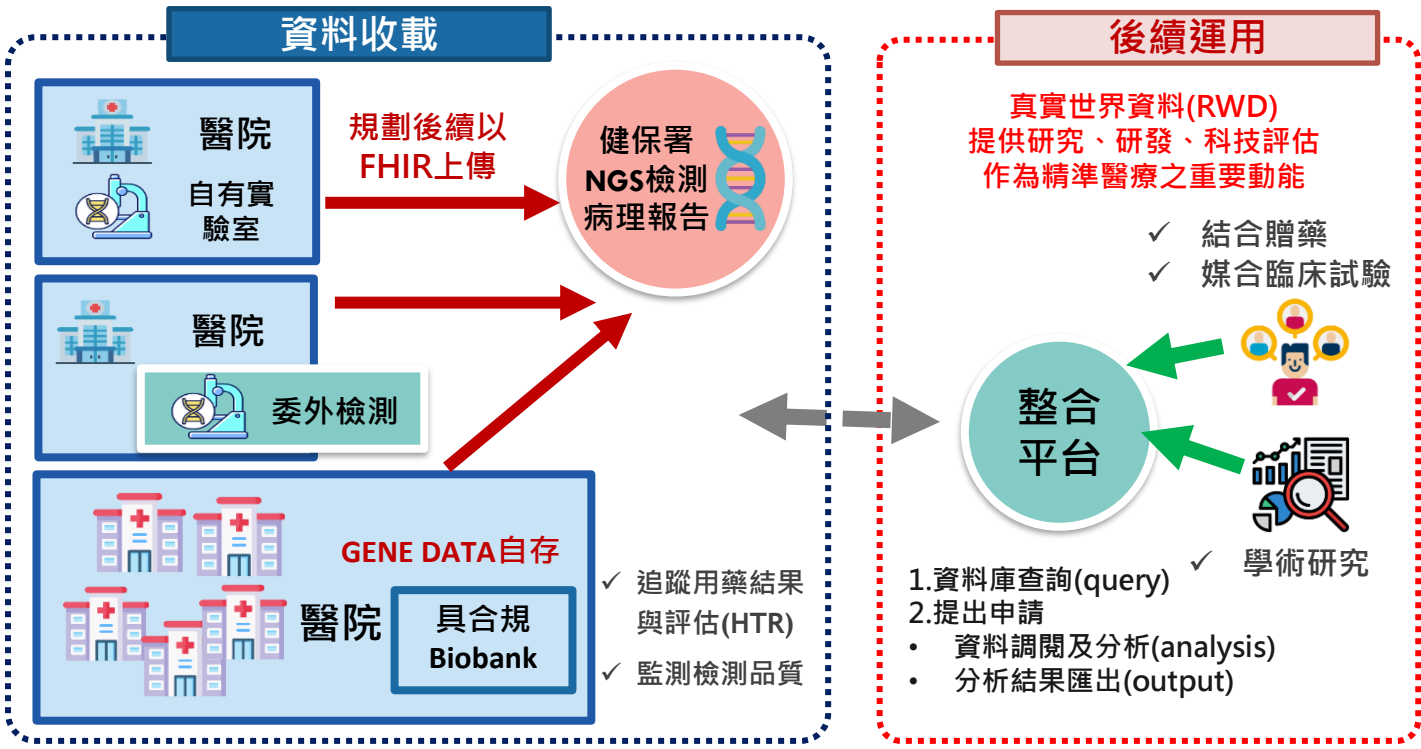 資料收載
醫院
自有實
驗室
規劃後續以
FHIR上傳
健保署
NGS檢測
病理報告
醫院
委外檢測
GENE DATA自存
醫院
具合規
Biobank
✓ 追蹤用藥結果
與評估(HTR)
✓ 監測檢測品質
後續運用
真實世界資料(RWD)
提供研究、研發、科技評估
作為精準醫療之重要動能
✓ 結合贈藥
✓ 媒合臨床試驗
整合
平台
✓ 學術研究
1.資料庫查詢(query)
2.提出申請
• 資料調閱及分析(analysis)
• 分析結果匯出(output)